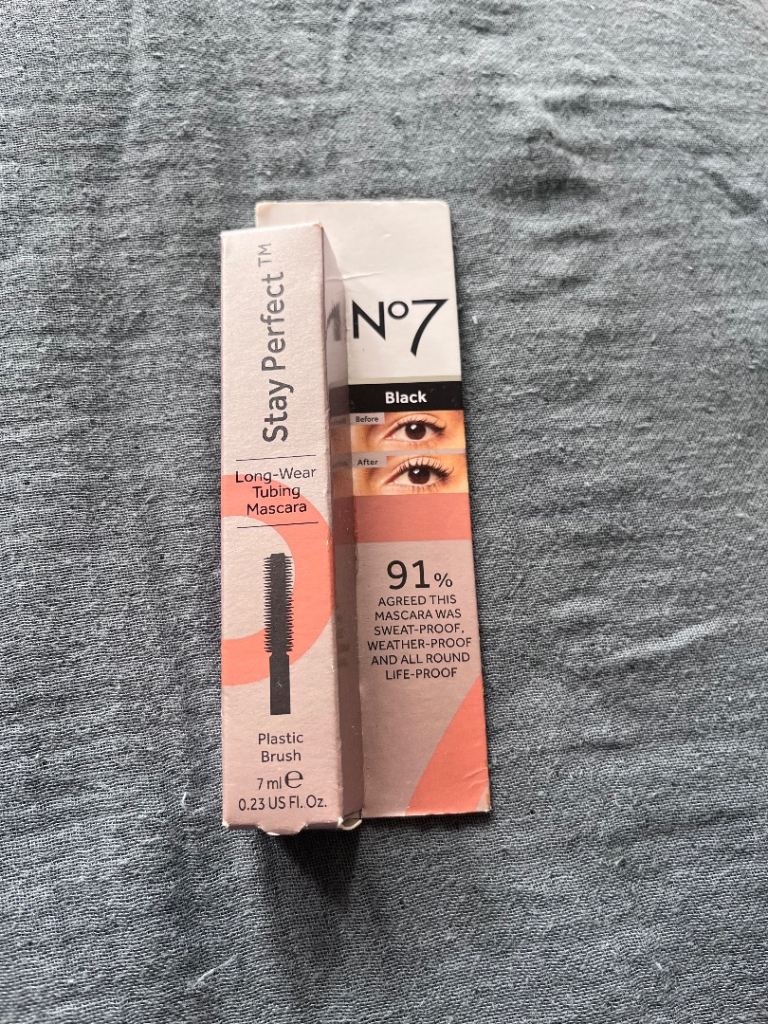 Stay Perfect™
Long-Wear
Tubing
Mascara
Plastic
Brush
7 ml ℮
0.23 US Fl. Oz.
Nº7
Black
Before
After
91%
AGREED THIS
MASCARA WAS
SWEAT-PROOF,
WEATHER-PROOF
AND ALL ROUND
LIFE-PROOF